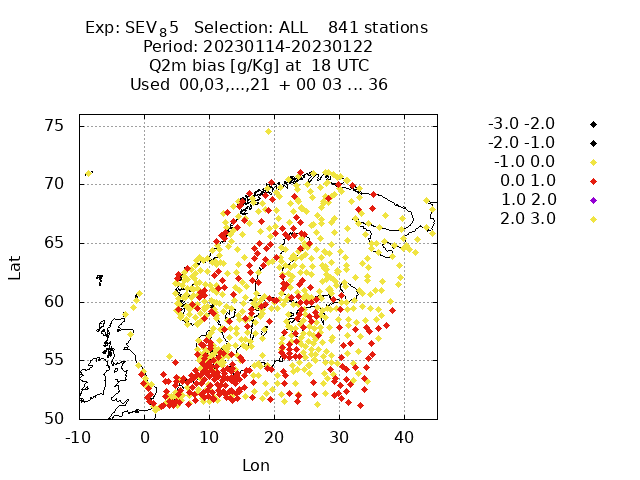 Exp: SEV₈5   Selection: ALL    841 stations
Period: 20230114-20230122
Q2m bias [g/Kg] at  18 UTC
Used  00,03,...,21  + 00 03 ... 36
-3.0 -2.0
-2.0 -1.0
-1.0 0.0
0.0 1.0
1.0 2.0
2.0 3.0
75
70
65
60
55
50
Lat
-10 0 10 20 30 40
Lon